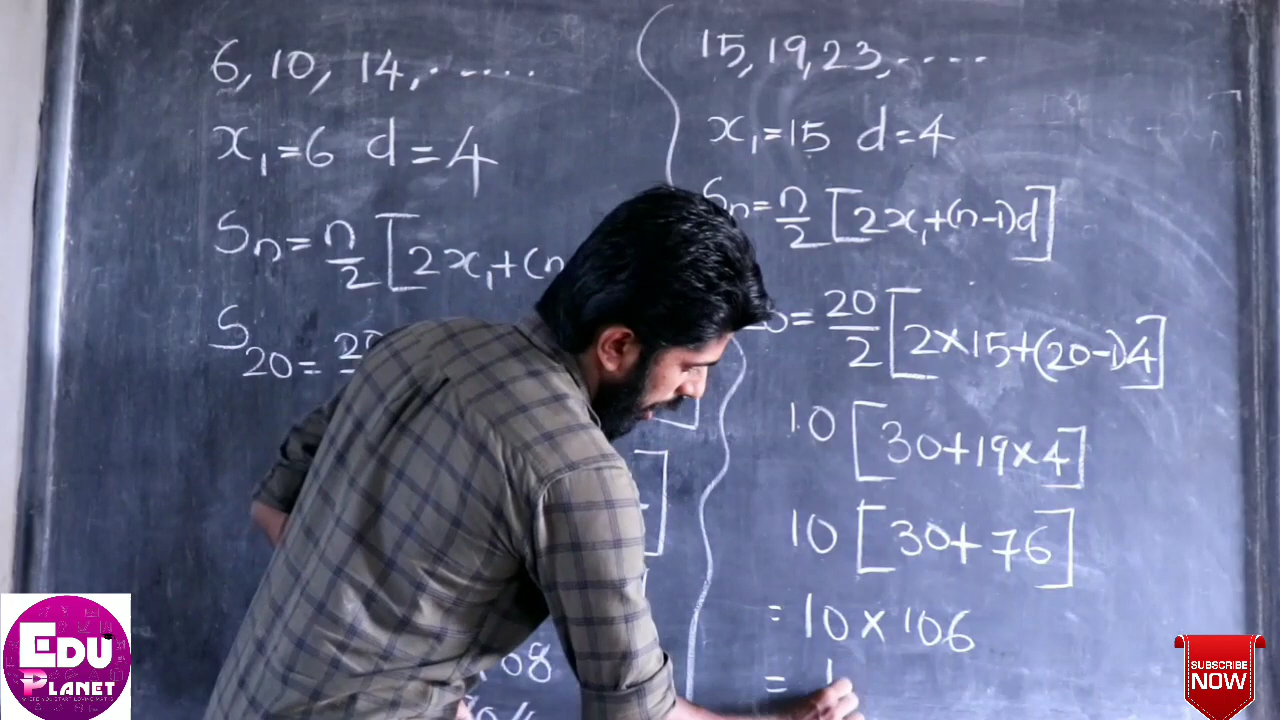 6, 10, 14, ......
x₁=6 d=4
Sn = n/2 [2x₁+(n
S20 =
08
15, 19, 23, .....
x₁=15 d=4
Sn = n/2 [2x₁+(n-1)d]
= 20/2 [2×15+(20-1)4]
10 [30+19×4]
10 [30+76]
= 10 × 106
= 1
EDU
PLANET
SUBSCRIBE
NOW